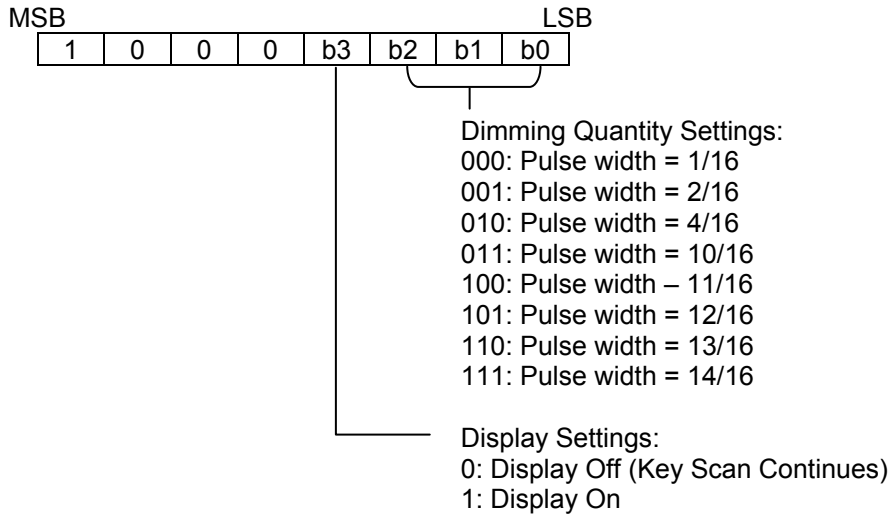 MSB LSB
1 0 0 0 b3 b2 b1 b0
Dimming Quantity Settings:
000: Pulse width = 1/16
001: Pulse width = 2/16
010: Pulse width = 4/16
011: Pulse width = 10/16
100: Pulse width – 11/16
101: Pulse width = 12/16
110: Pulse width = 13/16
111: Pulse width = 14/16
Display Settings:
0: Display Off (Key Scan Continues)
1: Display On